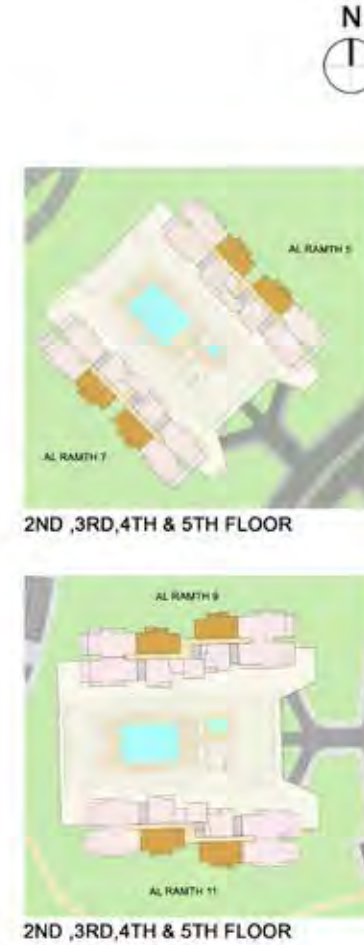 N
AL RAMTH 5
AL RAMTH 7
2ND ,3RD,4TH & 5TH FLOOR
AL RAMTH 9
AL RAMTH 11
2ND ,3RD,4TH & 5TH FLOOR